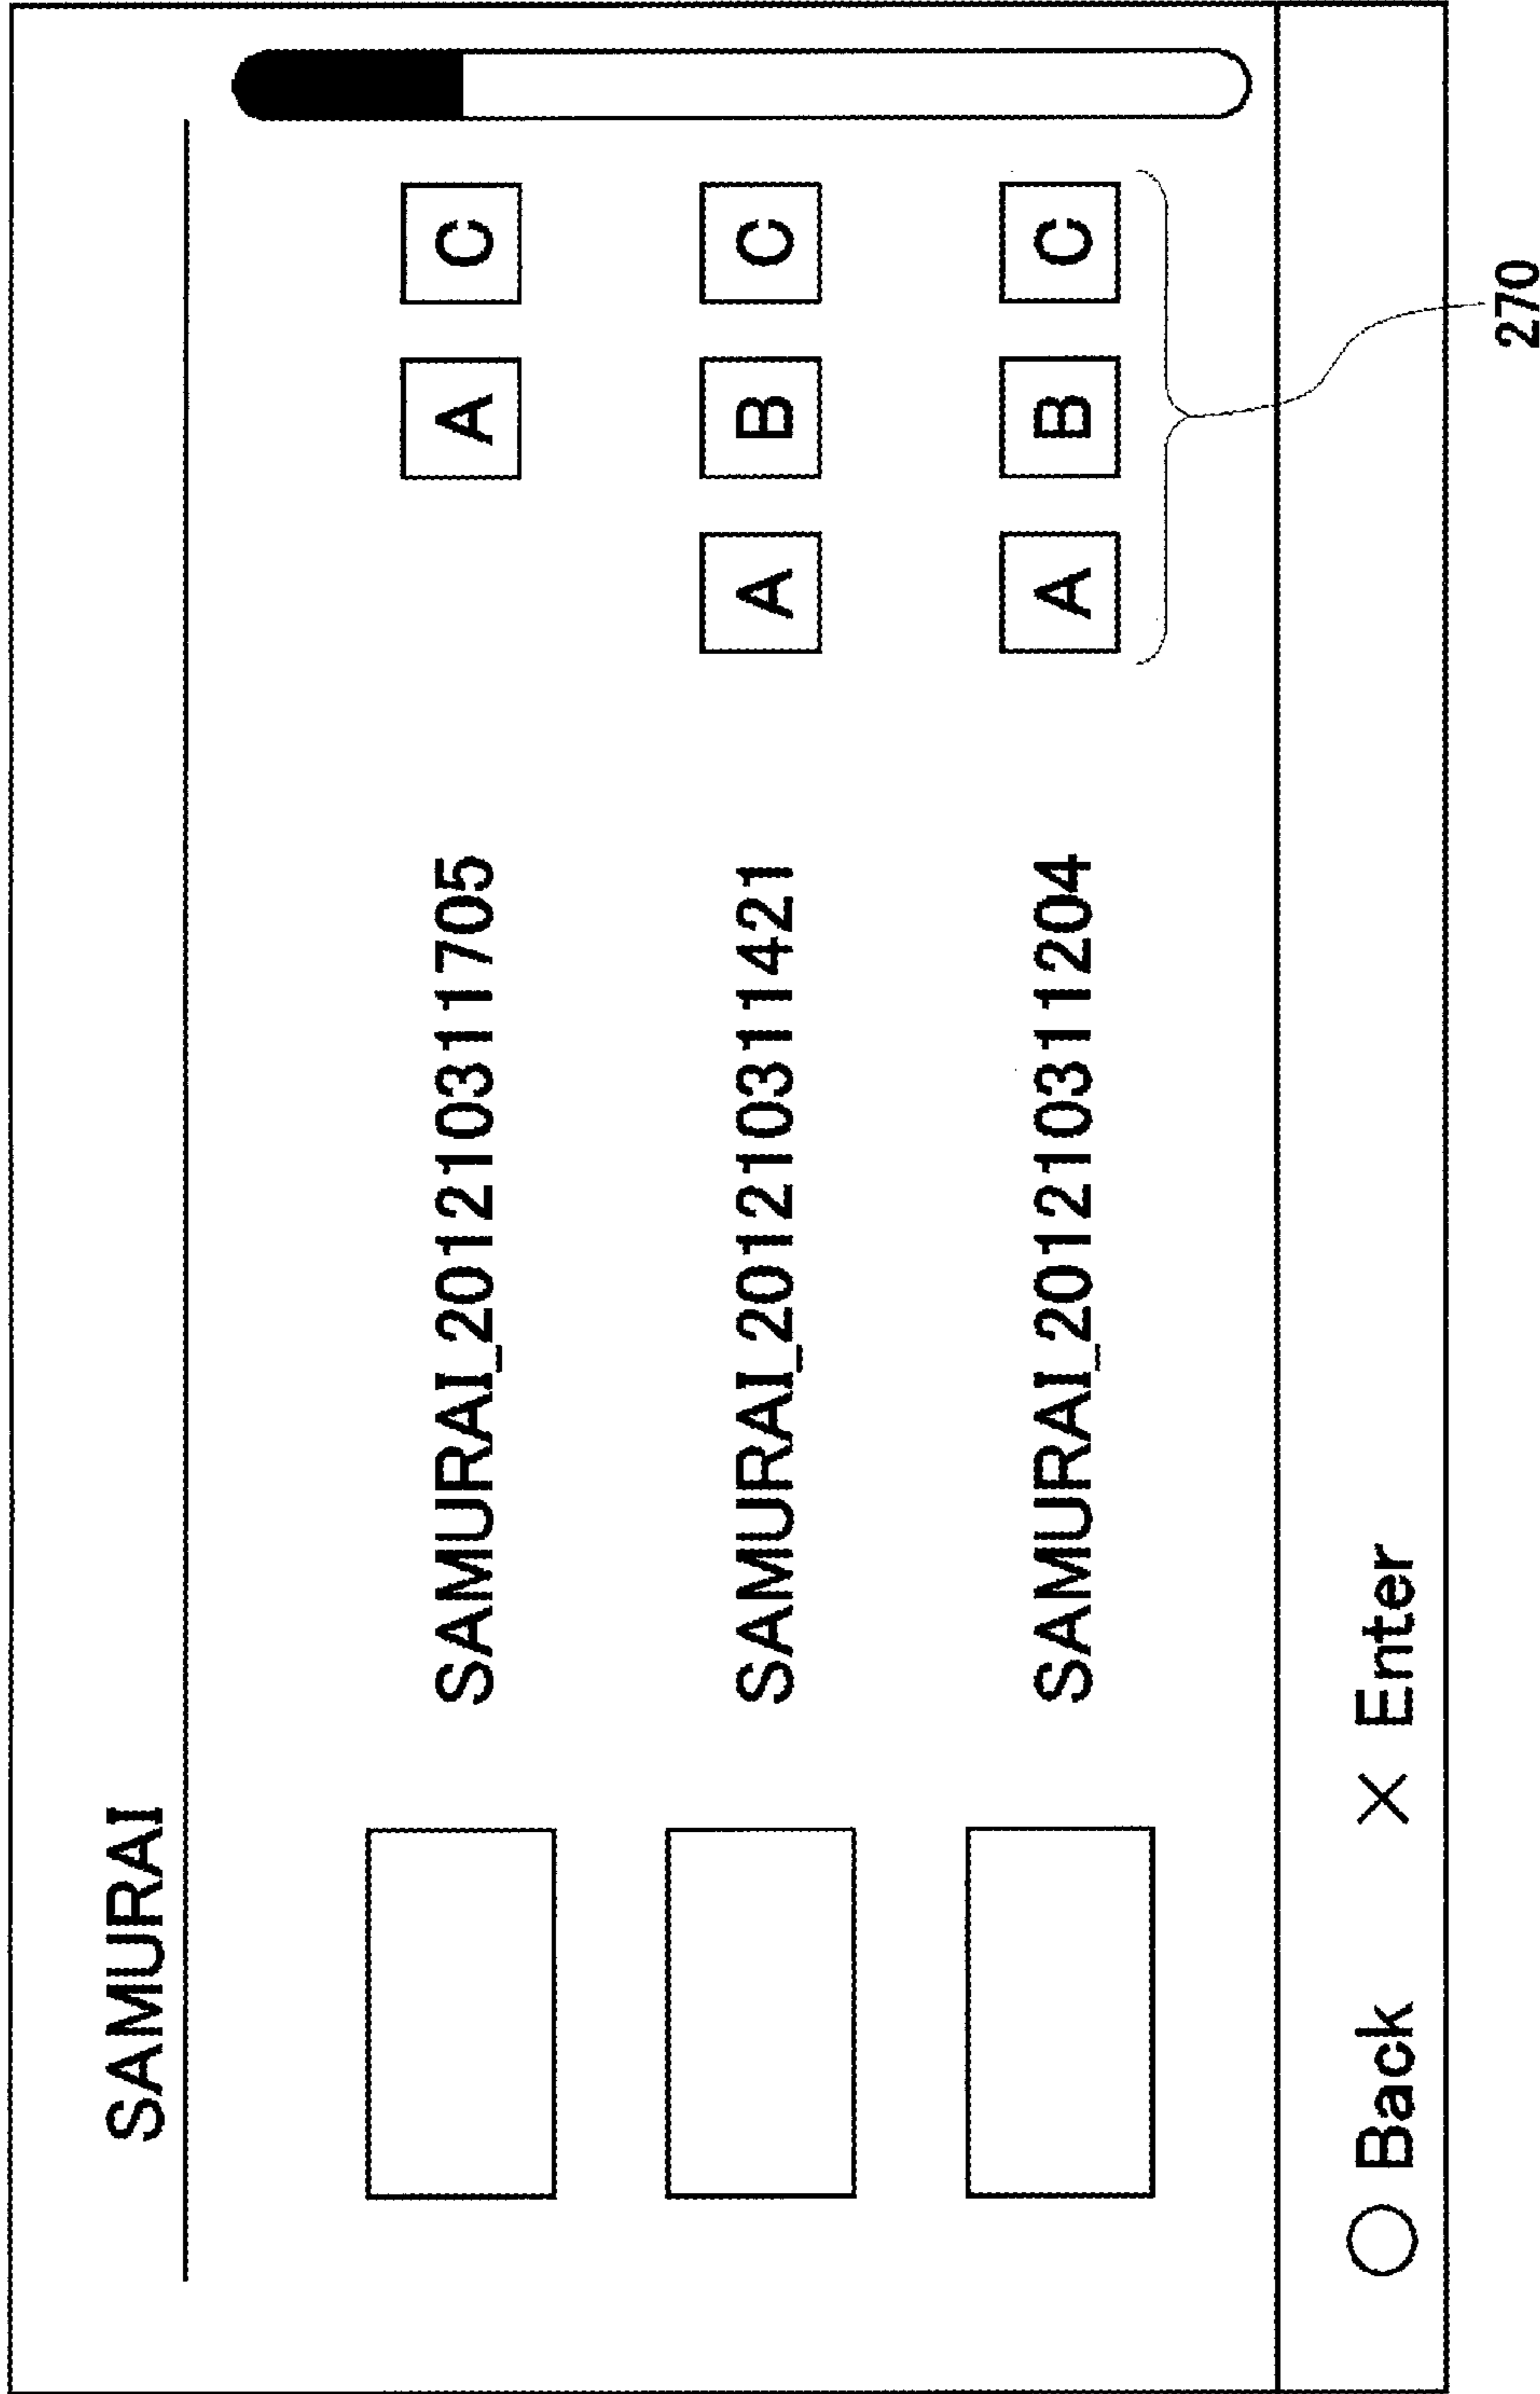 SAMURAI
SAMURAI_201210311705 A C
SAMURAI_201210311421 A B C
SAMURAI_201210311204 A B C
270
○ Back × Enter